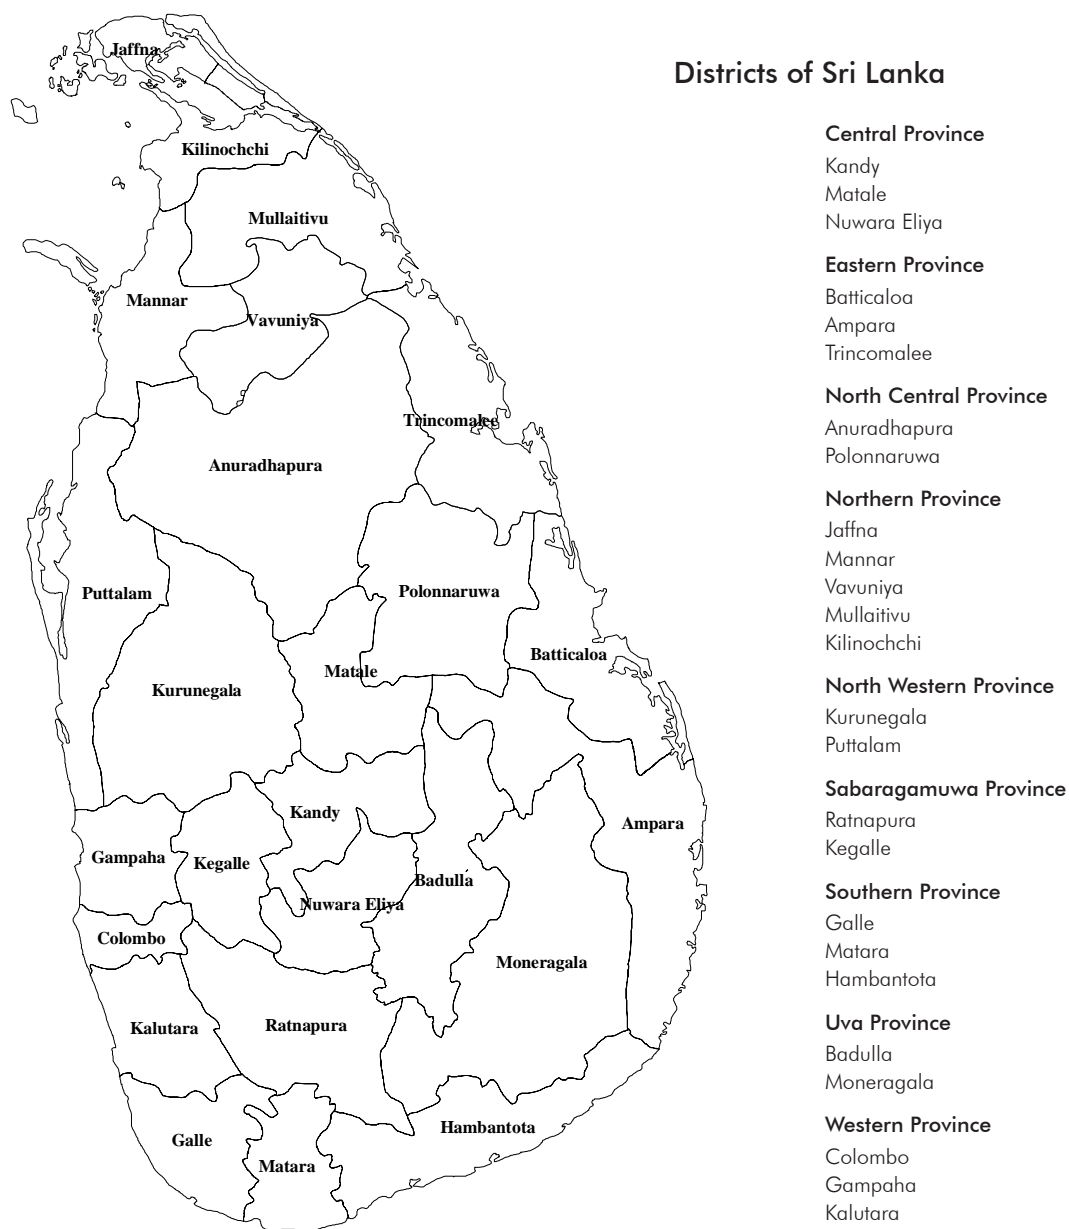 Jaffna
Districts of Sri Lanka
Kilinochchi
Mullaitivu
Mannar
Vavuniya
Trincomalee
Anuradhapura
Puttalam
Polonnaruwa
Batticaloa
Matale
Kurunegala
Kandy
Ampara
Gampaha
Kegalle
Badulla
Nuwara Eliya
Colombo
Moneragala
Kalutara
Ratnapura
Galle
Hambantota
Matara
Central Province
Kandy
Matale
Nuwara Eliya
Eastern Province
Batticaloa
Ampara
Trincomalee
North Central Province
Anuradhapura
Polonnaruwa
Northern Province
Jaffna
Mannar
Vavuniya
Mullaitivu
Kilinochchi
North Western Province
Kurunegala
Puttalam
Sabaragamuwa Province
Ratnapura
Kegalle
Southern Province
Galle
Matara
Hambantota
Uva Province
Badulla
Moneragala
Western Province
Colombo
Gampaha
Kalutara